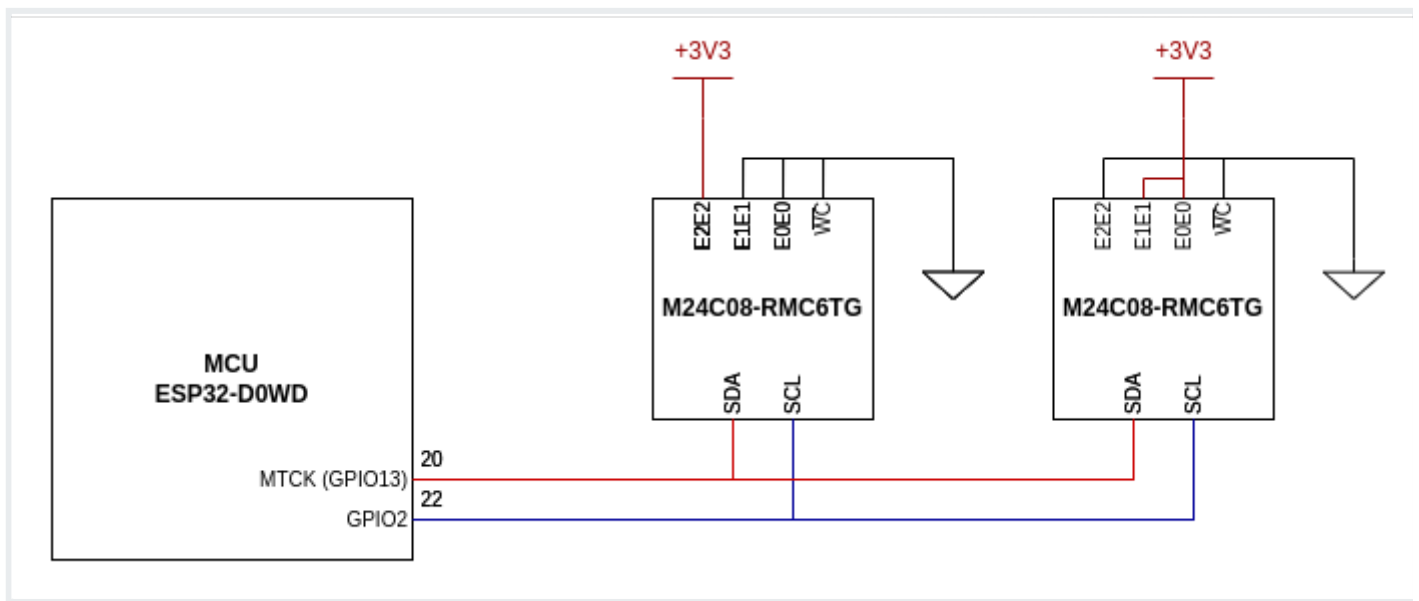 +3V3
+3V3
E2E2
E1E1
E0E0
WC
E2E2
E1E1
E0E0
WC
M24C08-RMC6TG
M24C08-RMC6TG
MCU
ESP32-D0WD
SDA
SCL
SDA
SCL
MTCK (GPIO13)
20
GPIO2
22